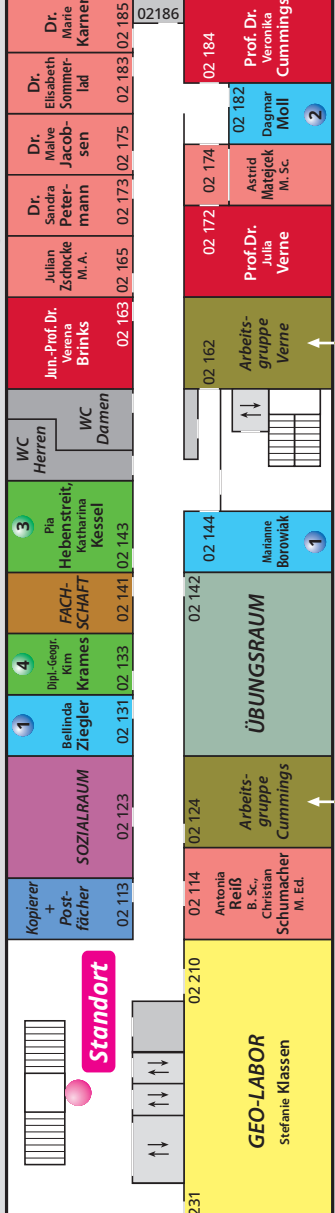 Dr.
Marie
Karner
02 185
02186
02 184
Prof. Dr.
Veronika
Cummings
Dr.
Elisabeth
Sommer-
lad
02 183
02 182
Dagmar
Moll
2
Dr.
Malve
Jacob-
sen
02 175
02 174
Astrid
Matejcek
M. Sc.
Dr.
Sandra
Peter-
mann
02 173
02 172
Prof.Dr.
Julia
Verne
Julian
Zschocke
M. A.
02 165
Jun.-Prof. Dr.
Verena
Brinks
02 163
02 162
Arbeits-
gruppe
Verne
WC
Herren
WC
Damen
3
Pia
Hebenstreit,
Katharina
Kessel
02 143
02 144
Marianne
Borowiak
1
FACH-
SCHAFT
02 141
02 142
ÜBUNGSRAUM
4
Dipl.-Geogr.
Kim
Krames
02 133
1
Bellinda
Ziegler
02 131
SOZIALRAUM
02 123
02 124
Arbeits-
gruppe
Cummings
Kopierer
+
Post-
fächer
02 113
02 114
Antonia
Reiß
B. Sc.,
Christian
Schumacher
M. Ed.
Standort
02 210
GEO-LABOR
Stefanie Klassen
231